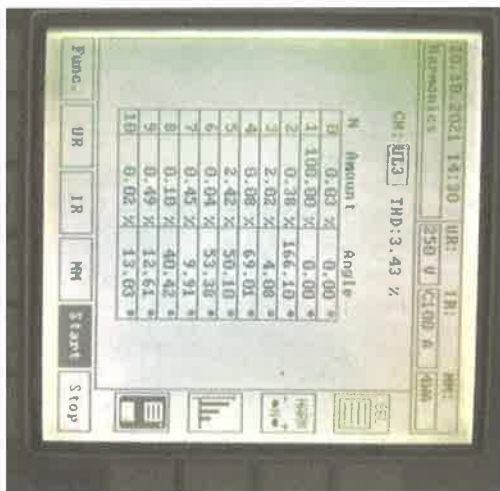 20.10.2021 14:30 UR: IR: MM:
Harmonics 250 V C100 A 4DA
CH: UL3 THD:3.43 %
N Amount Angle
0 0.03 % 0.00 °
1 100.00 % 0.00 °
2 0.38 % 166.10 °
3 2.02 % 4.08 °
4 0.08 % 69.01 °
5 2.42 % 50.10 °
6 0.04 % 53.38 °
7 0.45 % 9.91 °
8 0.10 % 40.42 °
9 0.49 % 12.61 °
10 0.02 % 13.03 °
Func. UR IR MM Start Stop